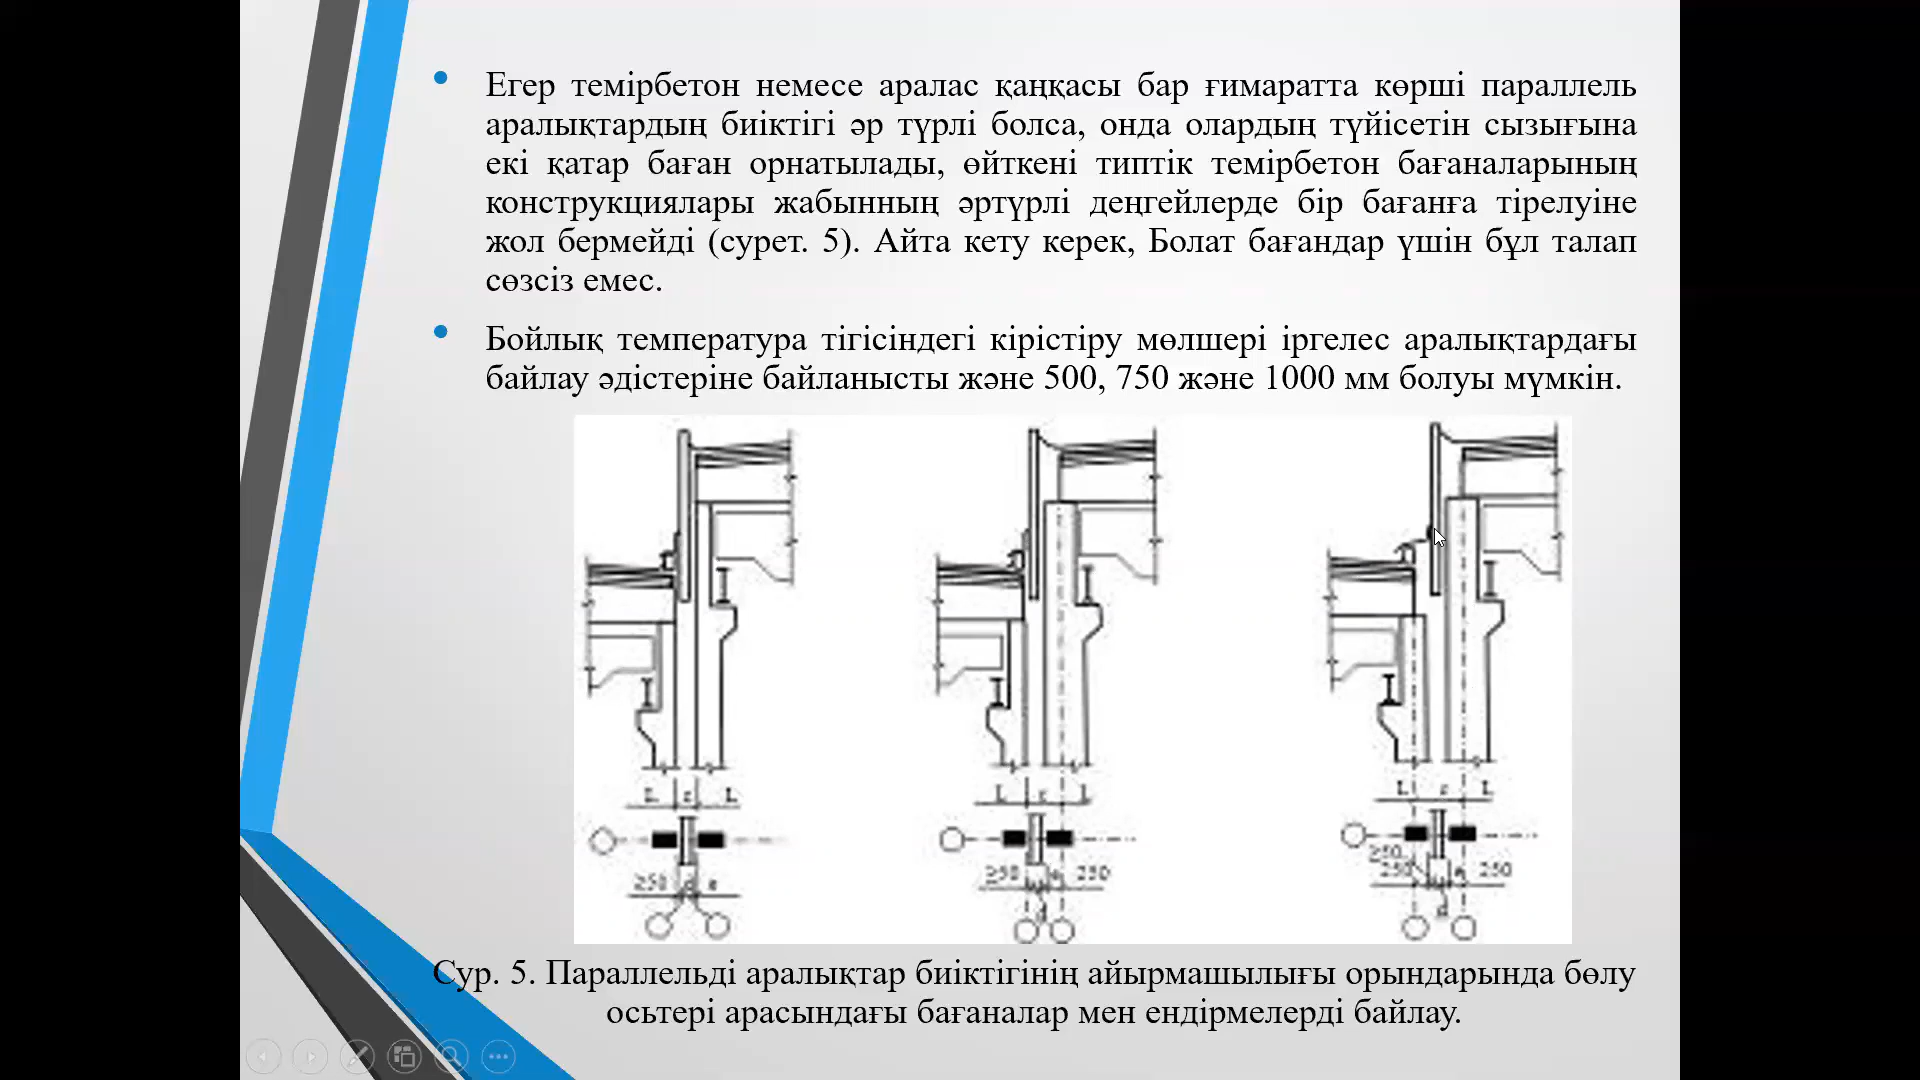 Егер темірбетон немесе аралас қаңқасы бар ғимаратта көрші параллель
аралықтардың биіктігі әр түрлі болса, онда олардың түйісетін сызығына
екі қатар баған орнатылады, өйткені типтік темірбетон бағаналарының
конструкциялары жабынның әртүрлі деңгейлерде бір бағанға тірелуіне
жол бермейді (сурет. 5). Айта кету керек, Болат бағандар үшін бұл талап
сөзсіз емес.
Бойлық температура тігісіндегі кірістіру мөлшері іргелес аралықтардағы
байлау әдістеріне байланысты және 500, 750 және 1000 мм болуы мүмкін.
L c L
L c L
L c L
≥50 d e
≥50 e 250
d
≥50
250 e 250
d
Сур. 5. Параллельді аралықтар биіктігінің айырмашылығы орындарында бөлу
осьтері арасындағы бағаналар мен ендірмелерді байлау.